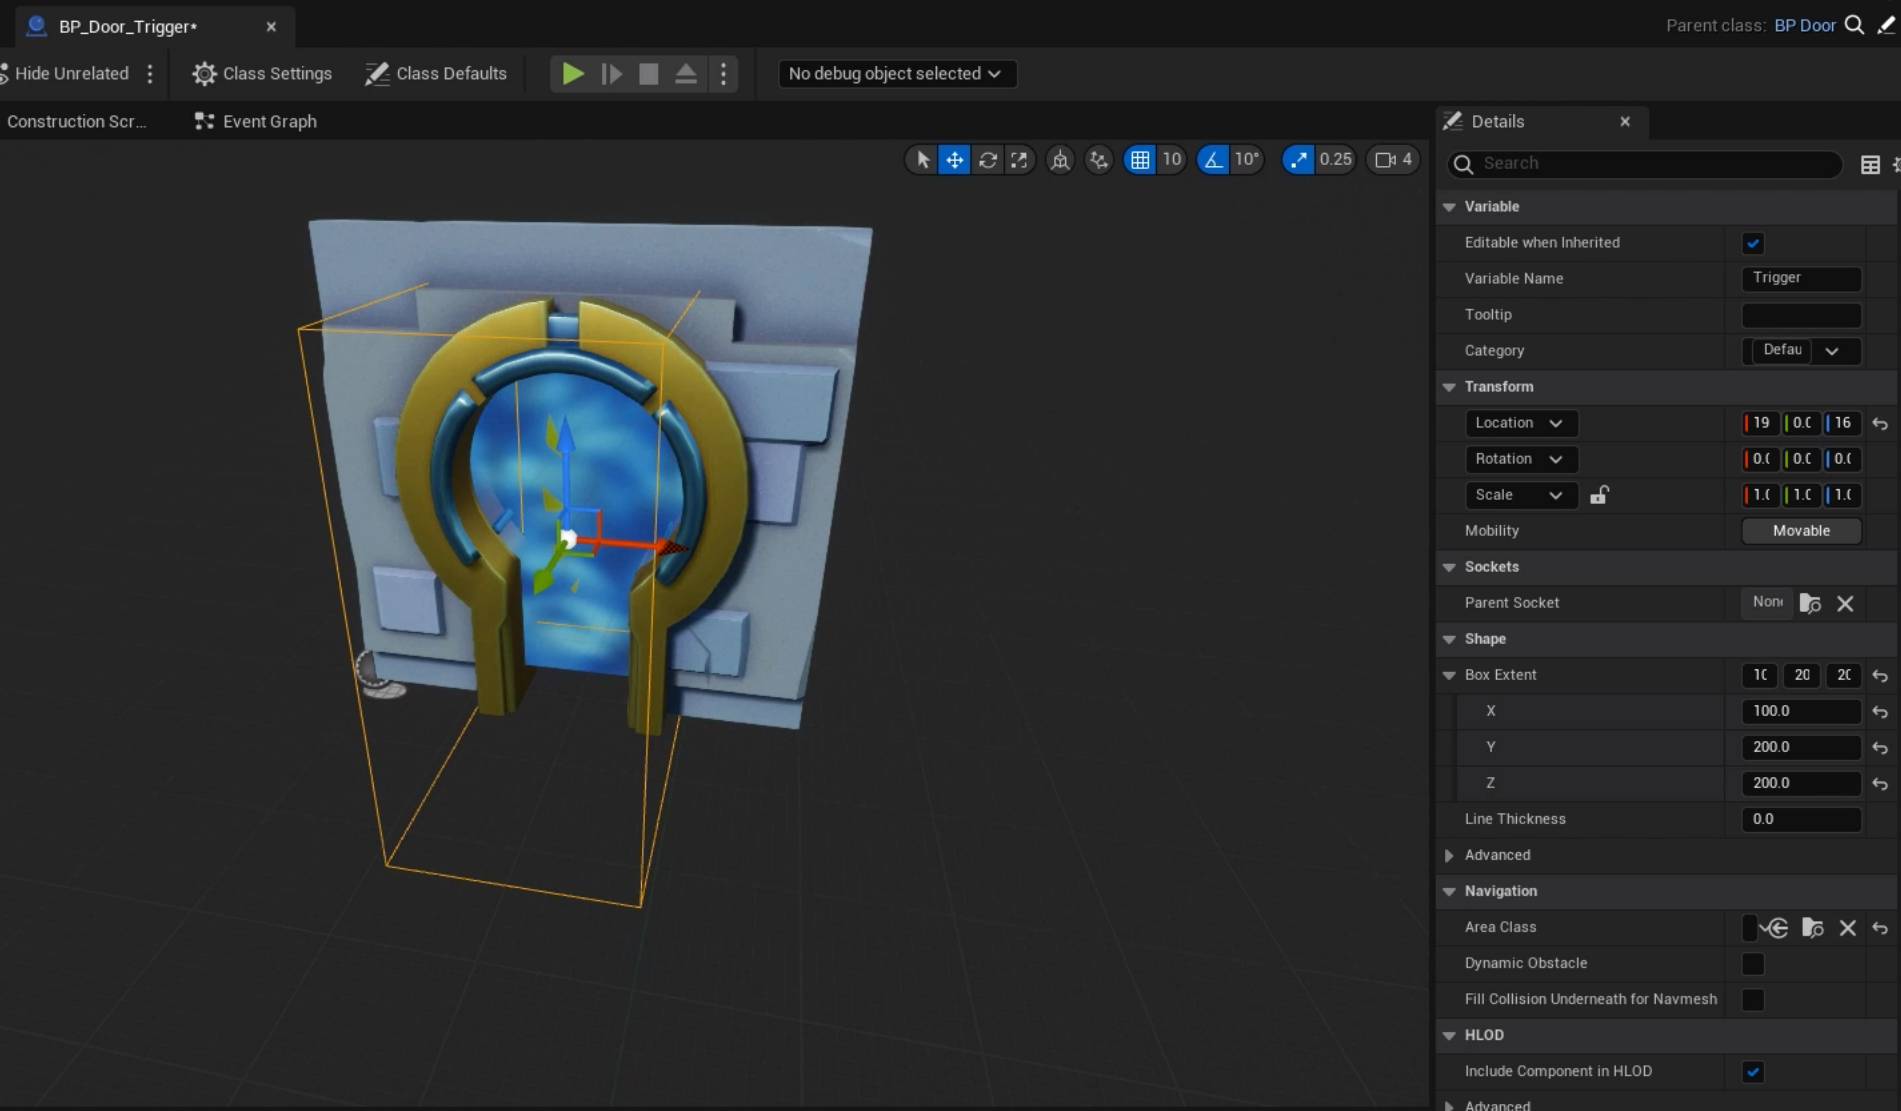 BP_Door_Trigger*
Parent class: BP Door
Hide Unrelated
Class Settings
Class Defaults
No debug object selected
Construction Scr...
Event Graph
10
10°
0.25
4
Details
Search
Variable
Editable when Inherited
Variable Name Trigger
Tooltip
Category Defau
Transform
Location 19 0.0 16
Rotation 0.0 0.0 0.0
Scale 1.0 1.0 1.0
Mobility Movable
Sockets
Parent Socket None
Shape
Box Extent 10 20 20
X 100.0
Y 200.0
Z 200.0
Line Thickness 0.0
Advanced
Navigation
Area Class
Dynamic Obstacle
Fill Collision Underneath for Navmesh
HLOD
Include Component in HLOD
Advanced